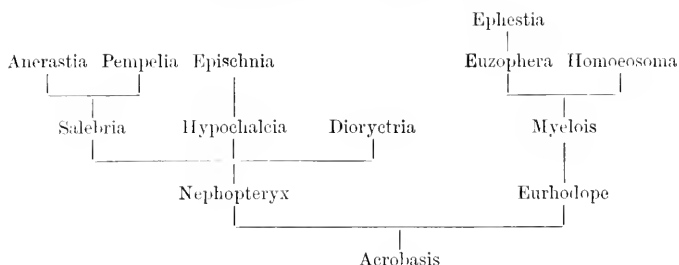 Ephestia
Anerastia Pempelia Epischnia Euzophera Homoeosoma
Salebria Hypochalcia Dioryctria Myelois
Nephopteryx Eurhodope
Acrobasis